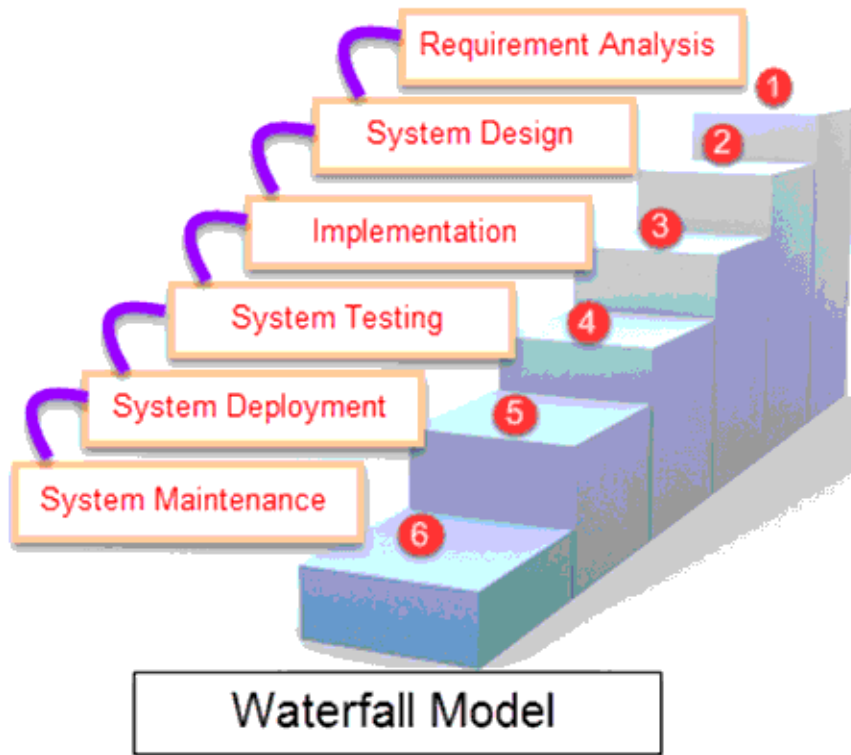 Requirement Analysis
1
System Design
2
Implementation
3
System Testing
4
System Deployment
5
System Maintenance
6
Waterfall Model